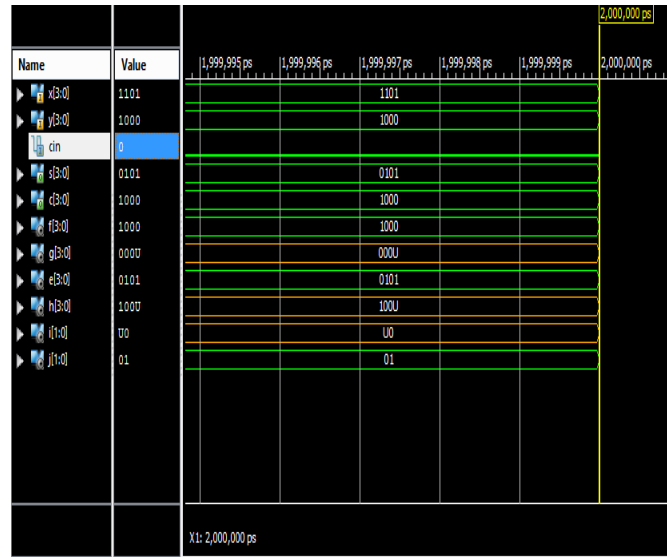 2,000,000 ps
Name Value 1,999,995 ps 1,999,996 ps 1,999,997 ps 1,999,998 ps 1,999,999 ps 2,000,000 ps
x[3:0] 1101 1101
y[3:0] 1000 1000
cin 0
s[3:0] 0101 0101
c[3:0] 1000 1000
f[3:0] 1000 1000
g[3:0] 000U 000U
e[3:0] 0101 0101
h[3:0] 100U 100U
i[1:0] U0 U0
j[1:0] 01 01
X1: 2,000,000 ps